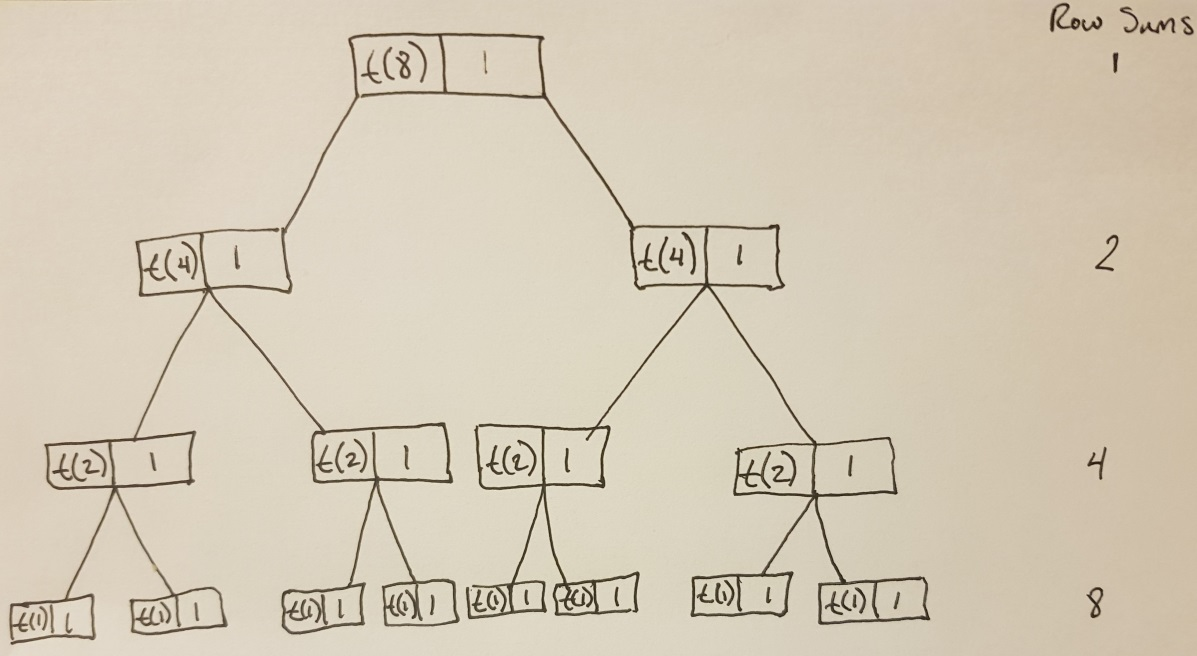 Row Sums
t(8) 1 1
t(4) 1 t(4) 1 2
t(2) 1 t(2) 1 t(2) 1 t(2) 1 4
t(1) 1 t(1) 1 t(1) 1 t(1) 1 t(1) 1 t(1) 1 t(1) 1 t(1) 1 8